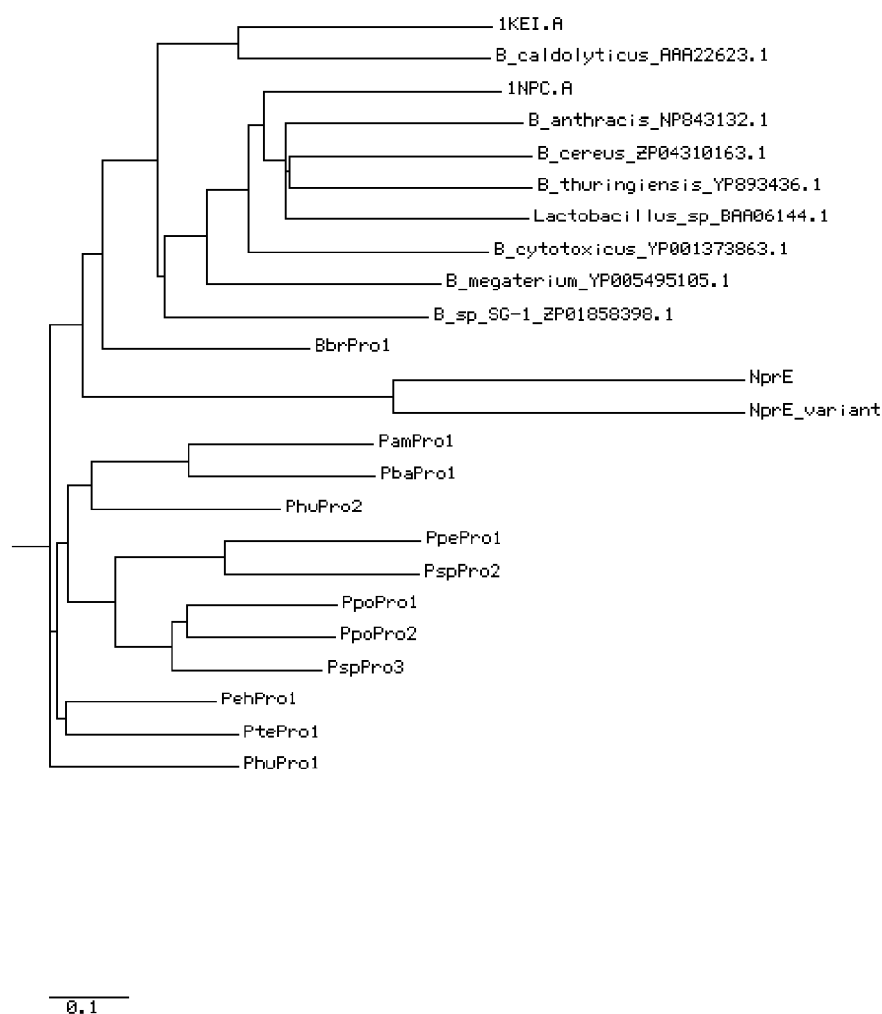 1KEI.A
B_caldolyticus_AAA22623.1
1NPC.A
B_anthracis_NP843132.1
B_cereus_ZP04310163.1
B_thuringiensis_YP893436.1
Lactobacillus_sp_BAA06144.1
B_cytotoxicus_YP001373863.1
B_megaterium_YP005495105.1
B_sp_SG-1_ZP01858398.1
BbrPro1
NprE
NprE_variant
PamPro1
PbaPro1
PhuPro2
PpePro1
PspPro2
PpoPro1
PpoPro2
PspPro3
PehPro1
PtePro1
PhuPro1
0.1